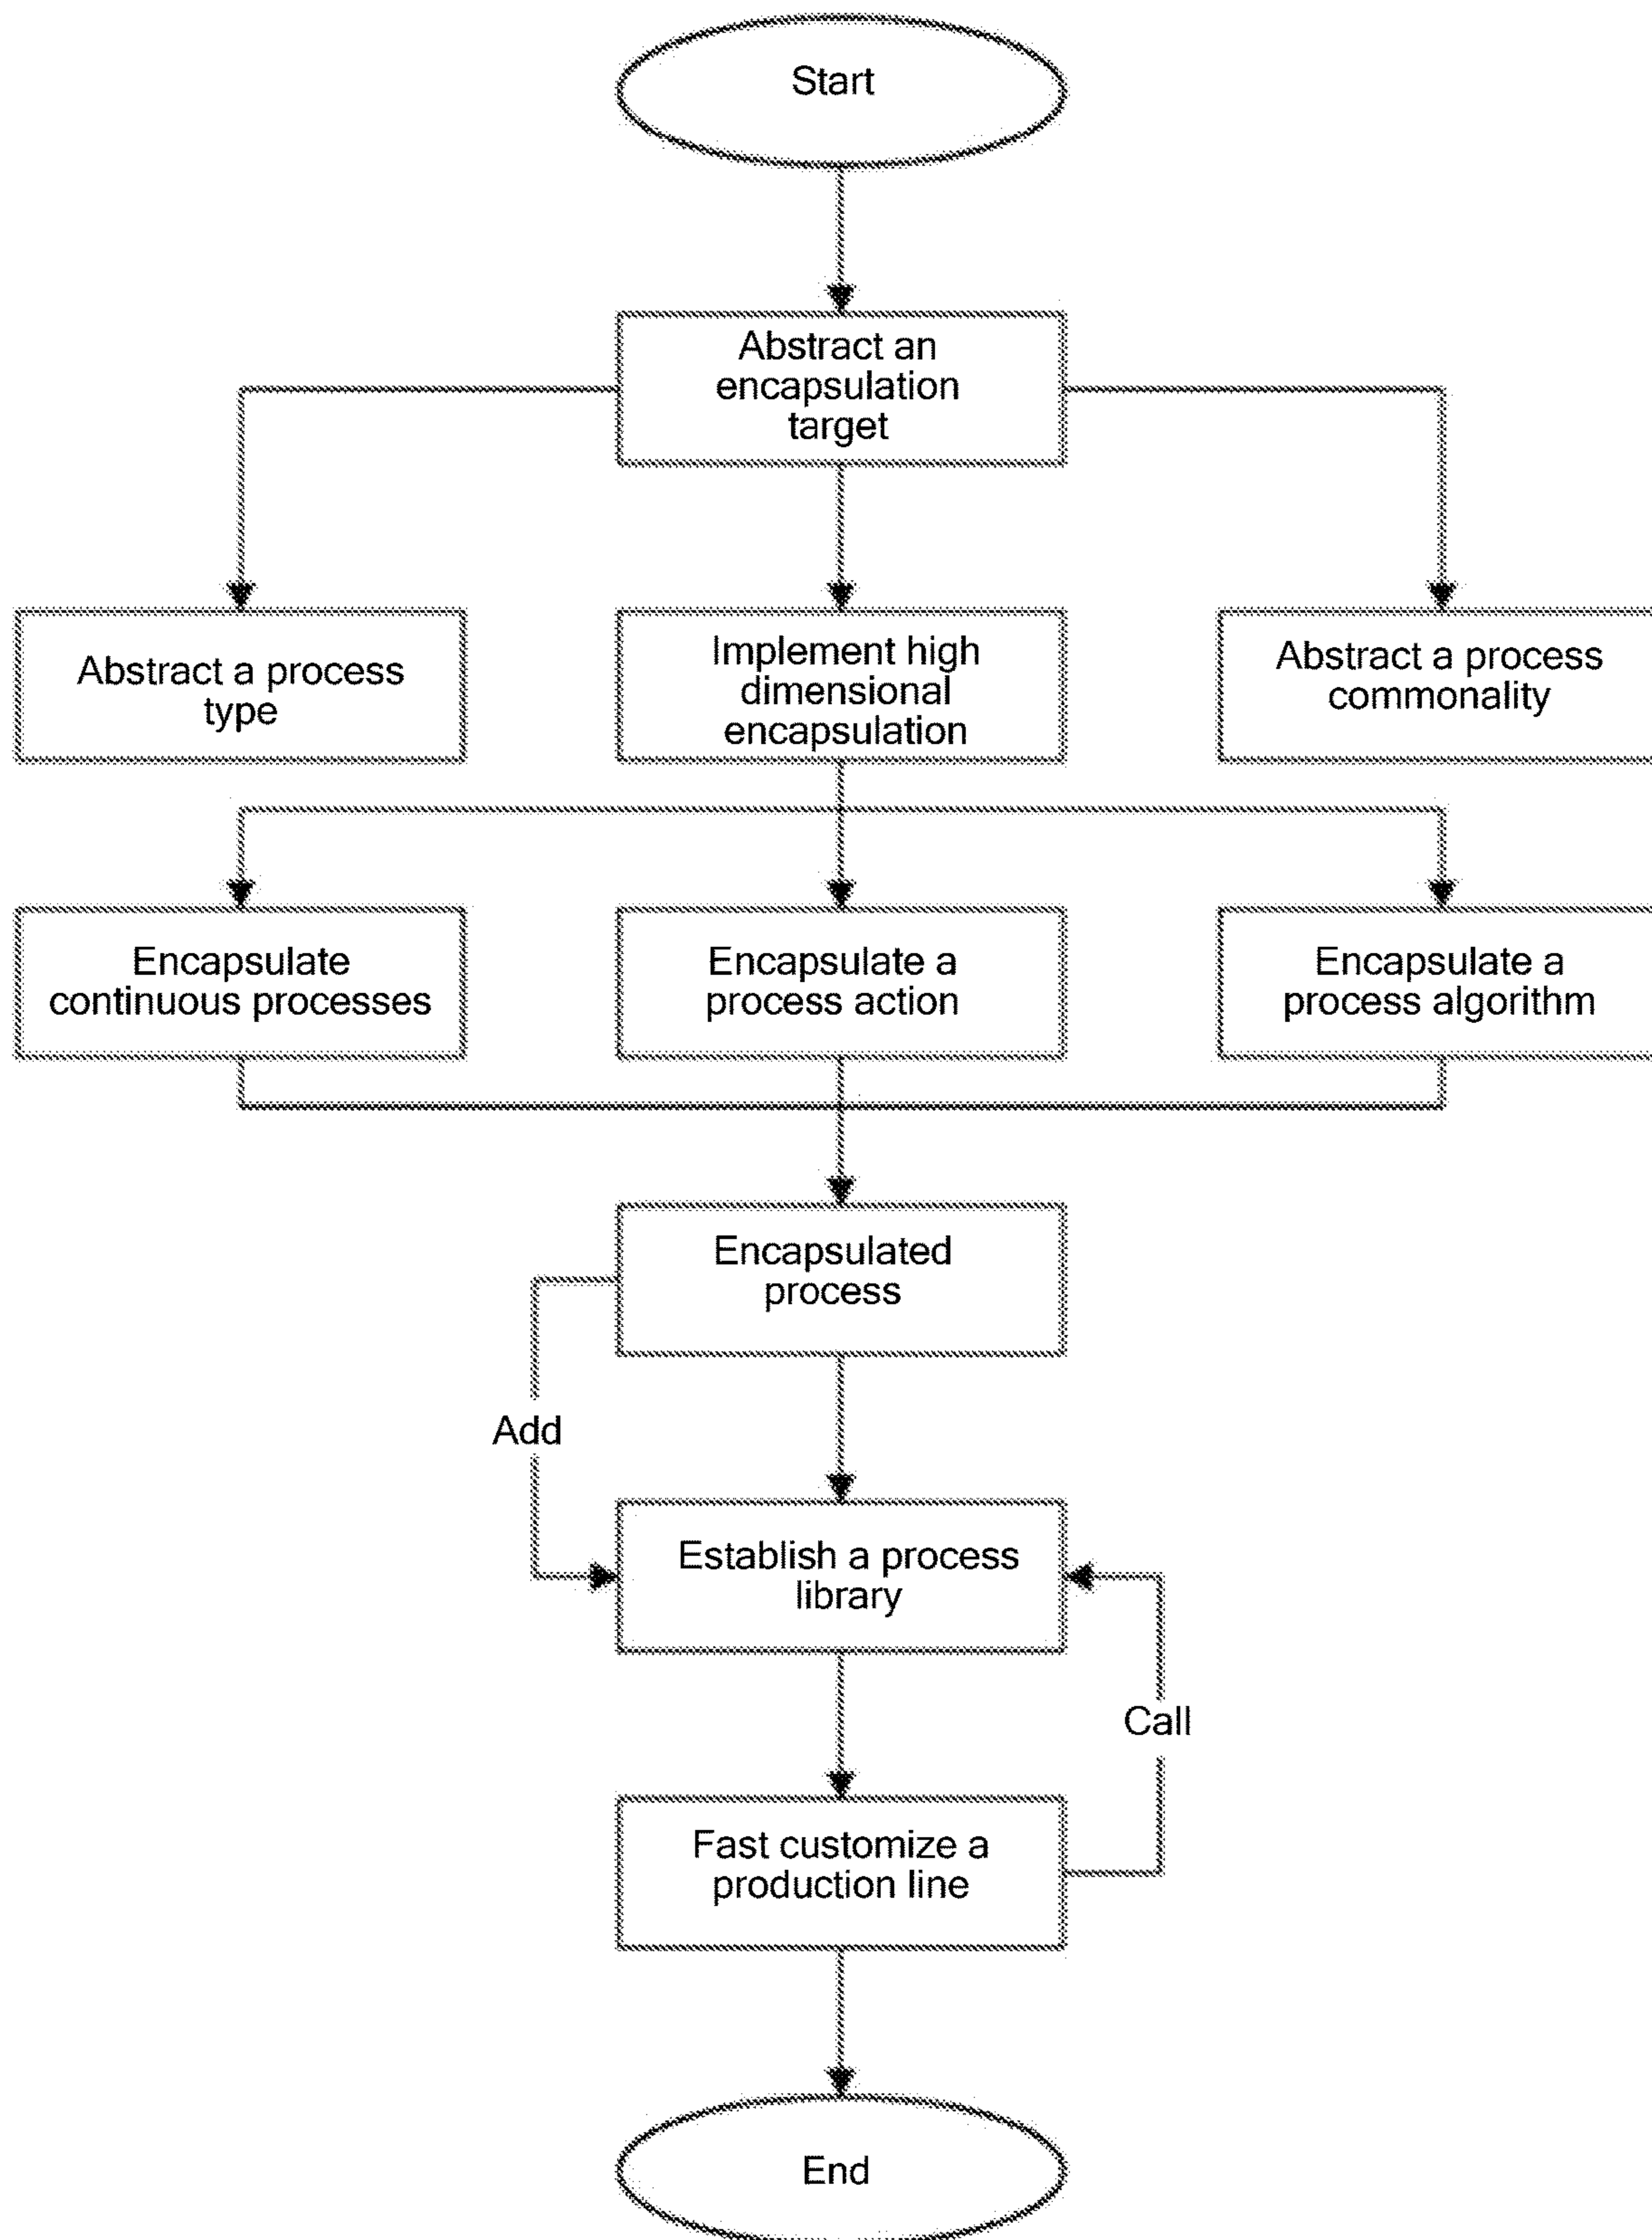 Start
Abstract an
encapsulation
target
Abstract a process
type
Implement high
dimensional
encapsulation
Abstract a process
commonality
Encapsulate
continuous processes
Encapsulate a
process action
Encapsulate a
process algorithm
Encapsulated
process
Add
Establish a process
library
Call
Fast customize a
production line
End